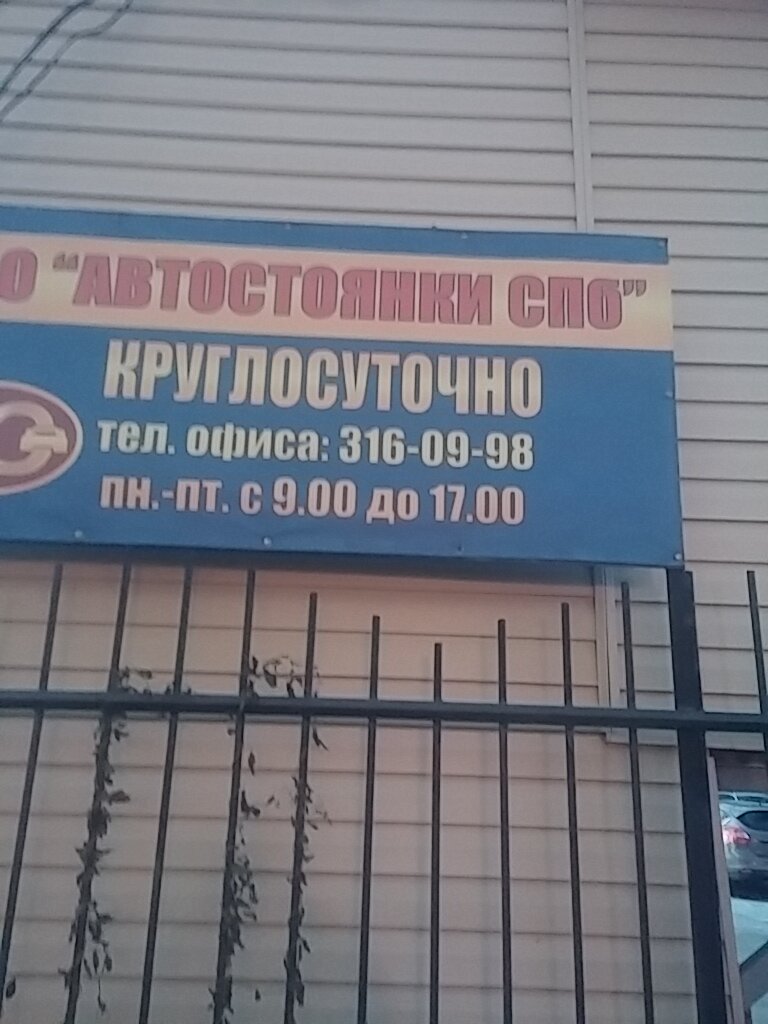 О "АВТОСТОЯНКИ СПб"
КРУГЛОСУТОЧНО
тел. офиса: 316-09-98
пн.-пт. с 9.00 до 17.00